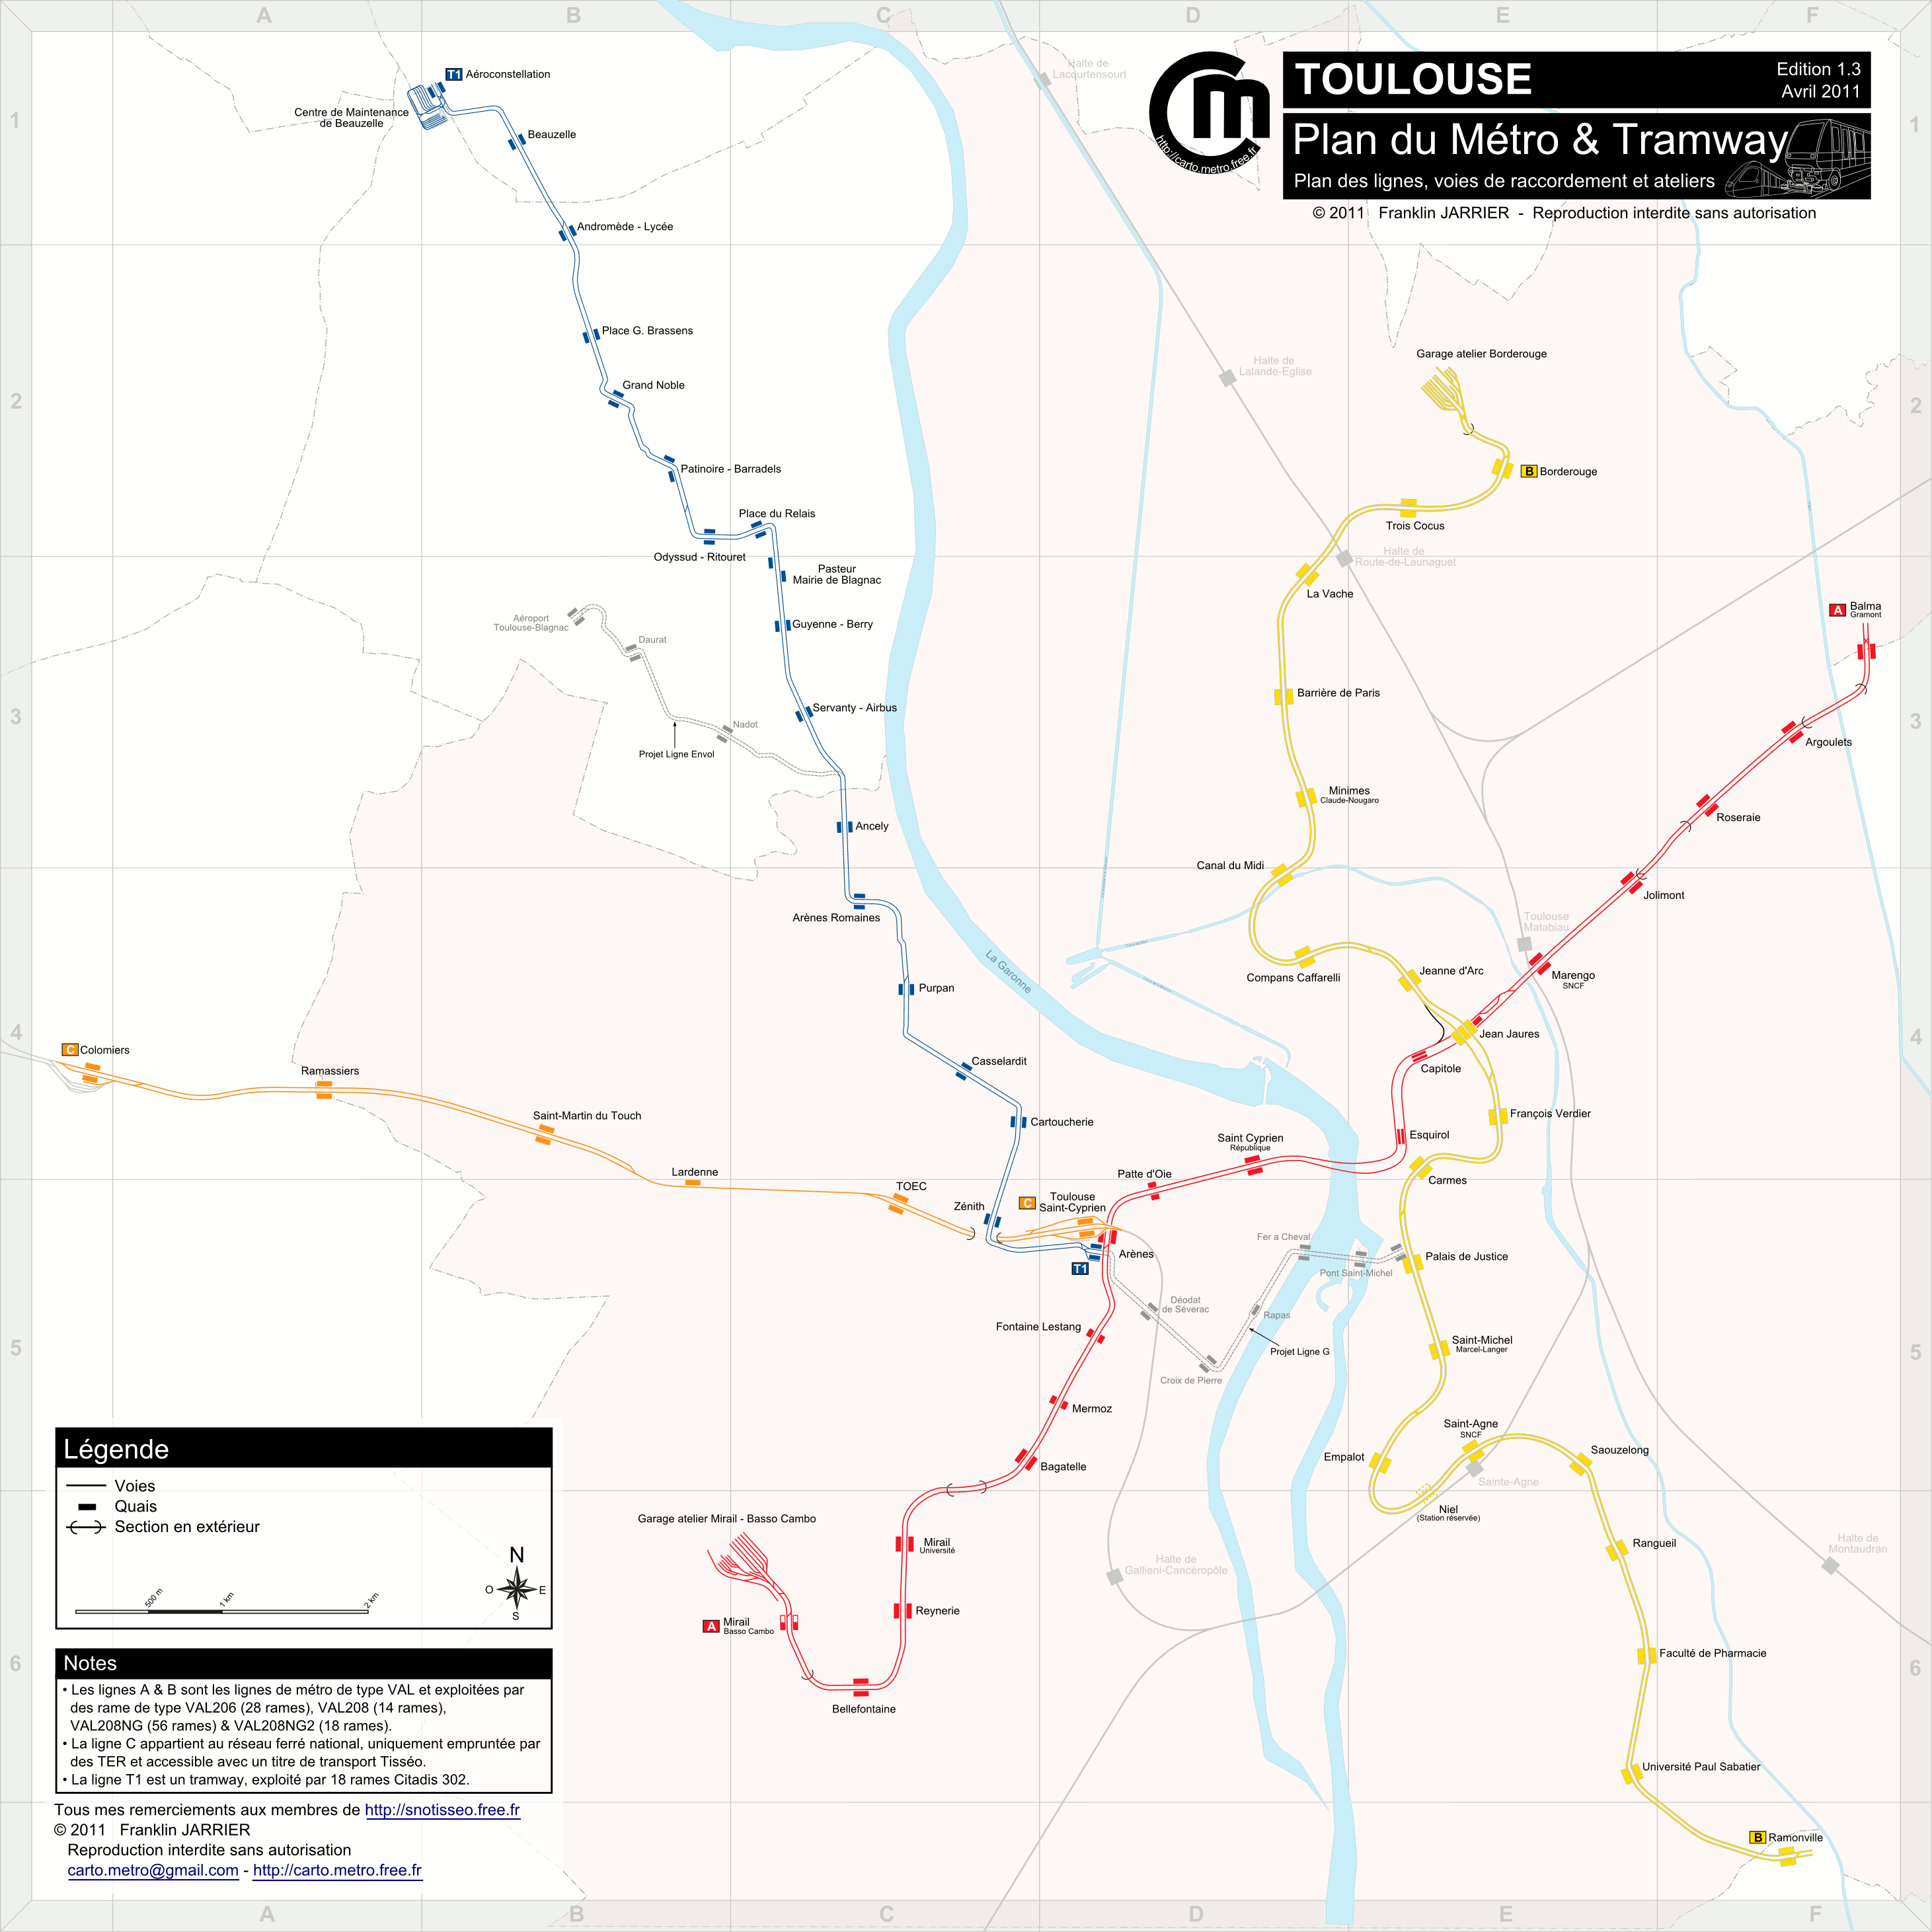 A
B
C
D
E
F
1
2
3
4
5
6
1
2
3
4
5
6
A
B
C
D
E
F
http://carto.metro.free.fr
TOULOUSE
Edition 1.3
Avril 2011
Plan du Métro & Tramway
Plan des lignes, voies de raccordement et ateliers
© 2011 Franklin JARRIER - Reproduction interdite sans autorisation
T1 Aéroconstellation
Centre de Maintenance
de Beauzelle
Beauzelle
Andromède - Lycée
Place G. Brassens
Grand Noble
Patinoire - Barradels
Place du Relais
Odyssud - Ritouret
Pasteur
Mairie de Blagnac
Guyenne - Berry
Servanty - Airbus
Aéroport
Toulouse-Blagnac
Daurat
Nadot
Projet Ligne Envol
Ancely
Arènes Romaines
Purpan
Casselardit
Cartoucherie
Zénith
T1
La Garonne
Halte de
Lacourtensourt
Halte de
Lalande-Eglise
Halte de
Route-de-Launaguet
Garage atelier Borderouge
B Borderouge
Trois Cocus
La Vache
Barrière de Paris
Minimes
Claude-Nougaro
Canal du Midi
Compans Caffarelli
Jeanne d'Arc
Jean Jaures
François Verdier
Carmes
Palais de Justice
Saint-Michel
Marcel-Langer
Empalot
Niel
(Station réservée)
Saint-Agne
SNCF
Sainte-Agne
Saouzelong
Rangueil
Faculté de Pharmacie
Université Paul Sabatier
B Ramonville
A Balma
Gramont
Argoulets
Roseraie
Jolimont
Toulouse
Matabiau
Marengo
SNCF
Capitole
Esquirol
Saint Cyprien
République
Patte d'Oie
Arènes
Fontaine Lestang
Mermoz
Bagatelle
Mirail
Université
Reynerie
Bellefontaine
A Mirail
Basso Cambo
Garage atelier Mirail - Basso Cambo
C Colomiers
Ramassiers
Saint-Martin du Touch
Lardenne
TOEC
C Toulouse
Saint-Cyprien
Fer a Cheval
Pont Saint-Michel
Déodat
de Séverac
Rapas
Projet Ligne G
Croix de Pierre
Halte de
Gallieni-Cancéropôle
Halte de
Montaudran
Légende
Voies
Quais
Section en extérieur
500 m
1 km
2 km
N
O
E
S
Notes
• Les lignes A & B sont les lignes de métro de type VAL et exploitées par
des rame de type VAL206 (28 rames), VAL208 (14 rames),
VAL208NG (56 rames) & VAL208NG2 (18 rames).
• La ligne C appartient au réseau ferré national, uniquement empruntée par
des TER et accessible avec un titre de transport Tisséo.
• La ligne T1 est un tramway, exploité par 18 rames Citadis 302.
Tous mes remerciements aux membres de http://snotisseo.free.fr
© 2011 Franklin JARRIER
Reproduction interdite sans autorisation
carto.metro@gmail.com - http://carto.metro.free.fr